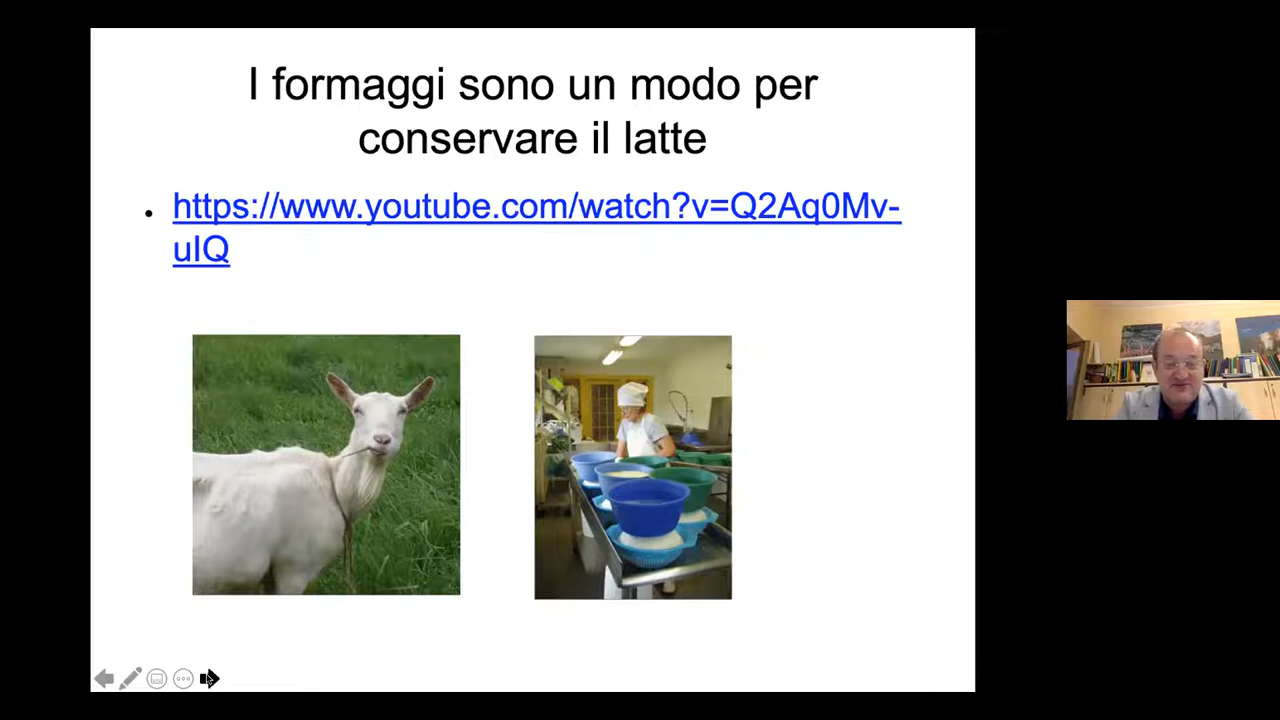 I formaggi sono un modo per
conservare il latte
• https://www.youtube.com/watch?v=Q2Aq0Mv-
uIQ